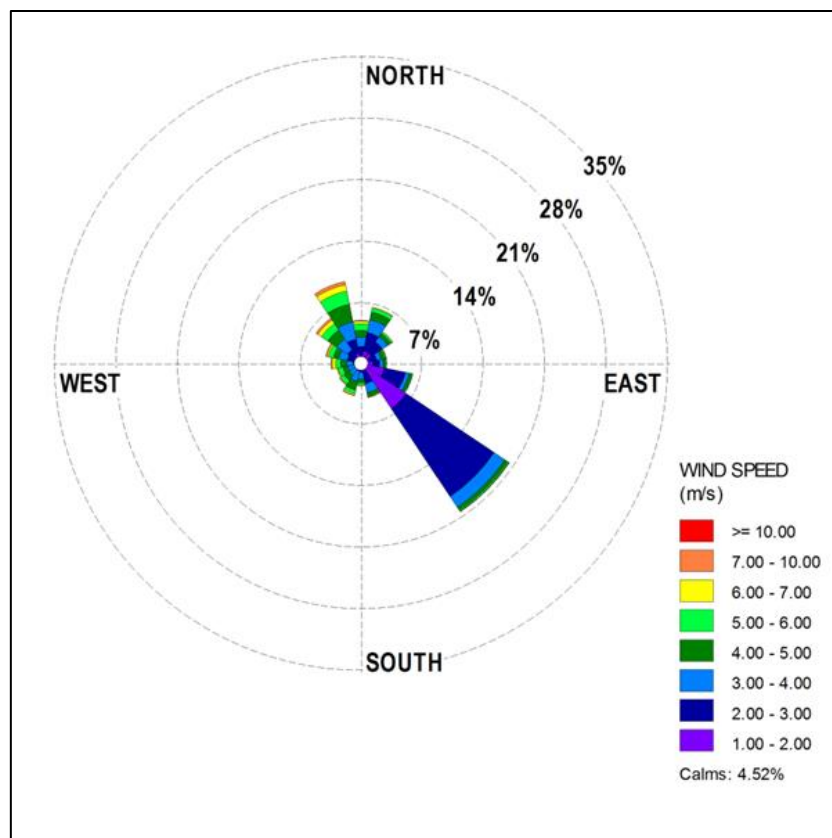 NORTH
35%
28%
21%
14%
7%
WEST
EAST
SOUTH
WIND SPEED
(m/s)
>= 10.00
7.00 - 10.00
6.00 - 7.00
5.00 - 6.00
4.00 - 5.00
3.00 - 4.00
2.00 - 3.00
1.00 - 2.00
Calms: 4.52%